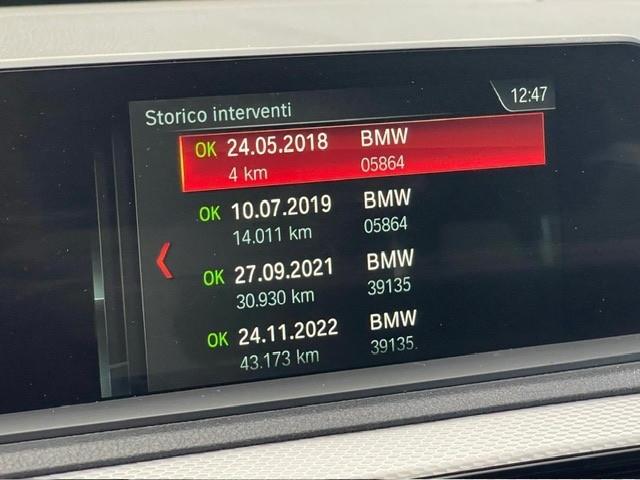 12:47
Storico interventi
OK 24.05.2018 BMW
4 km 05864
OK 10.07.2019 BMW
14.011 km 05864
OK 27.09.2021 BMW
30.930 km 39135
OK 24.11.2022 BMW
43.173 km 39135.